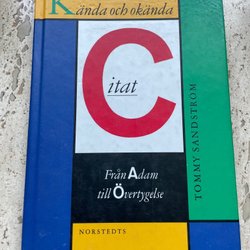 Kända och okända
Citat
Från Adam
till Övertygelse
NORSTEDTS
TOMMY SANDSTRÖM